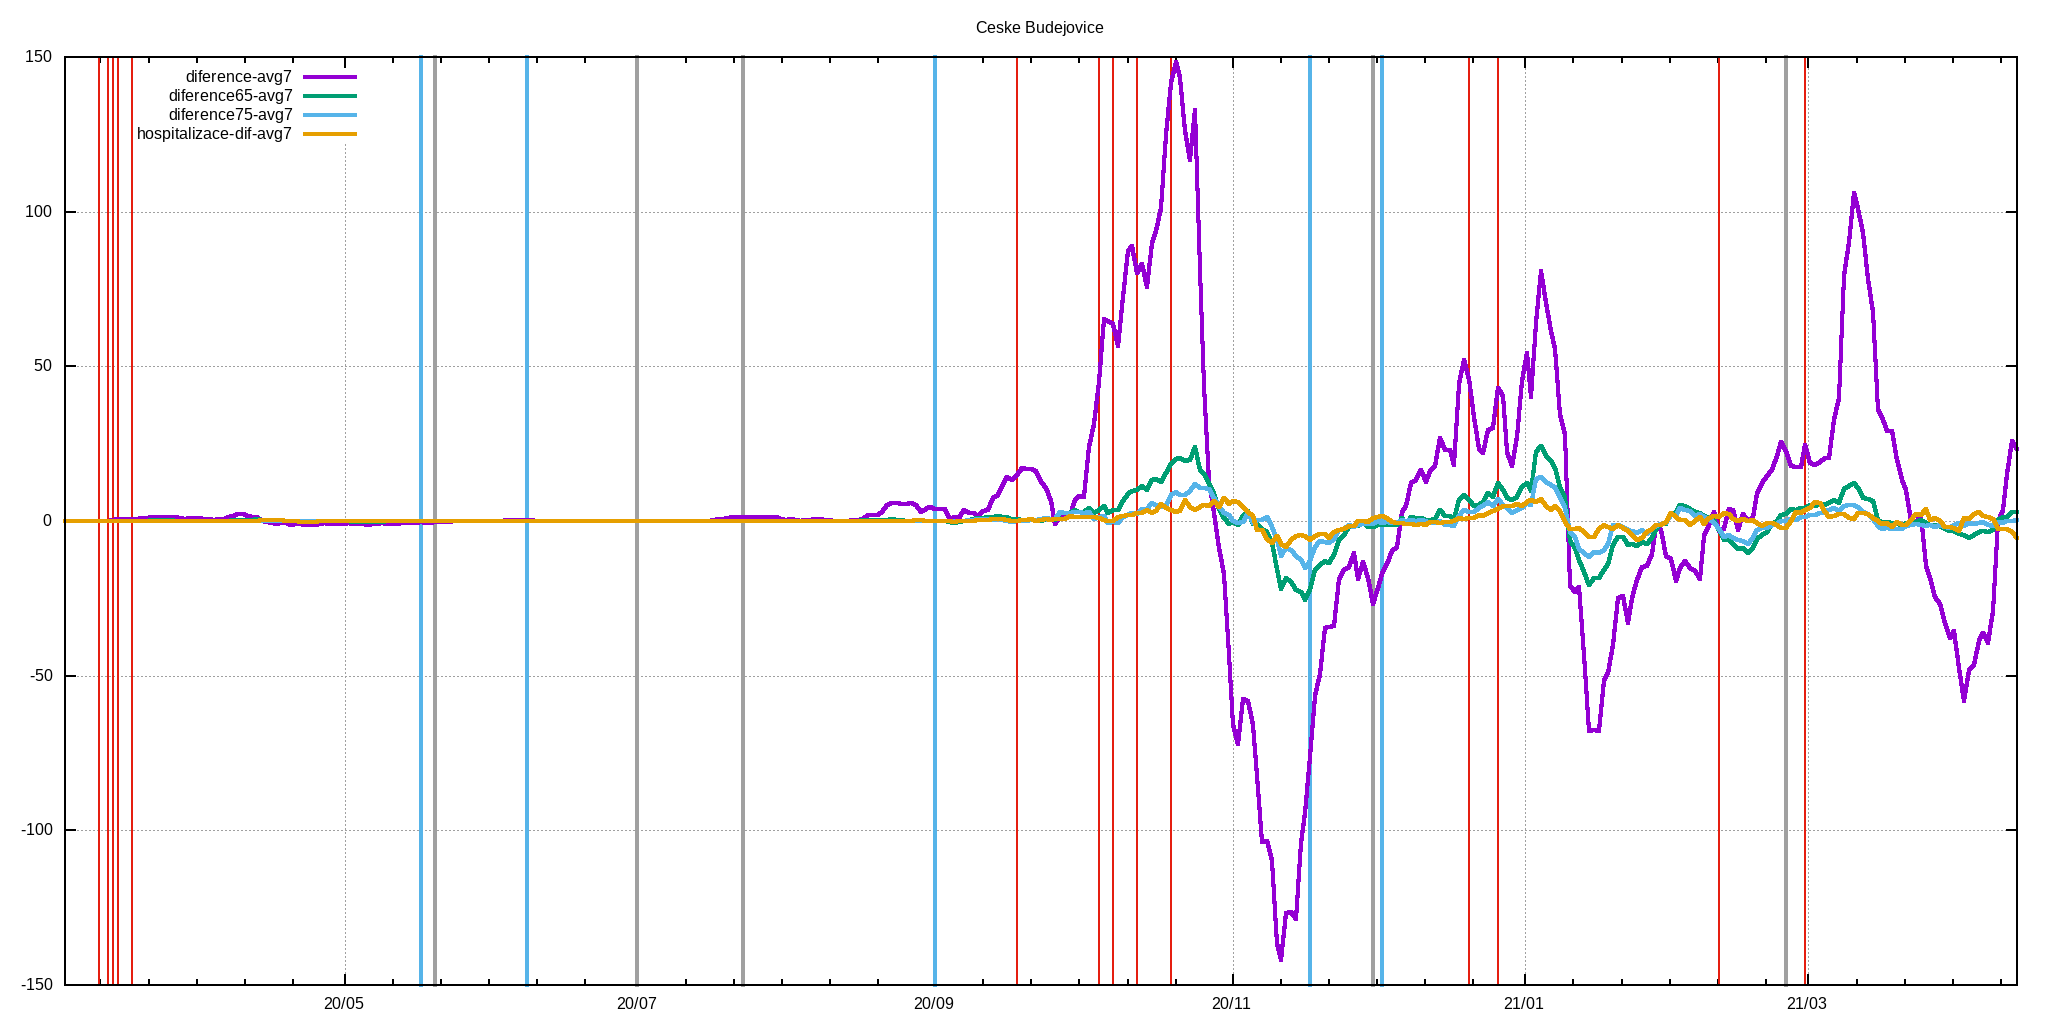 Ceske Budejovice
150
100
50
0
-50
-100
-150
diference-avg7
diference65-avg7
diference75-avg7
hospitalizace-dif-avg7
20/05
20/07
20/09
20/11
21/01
21/03